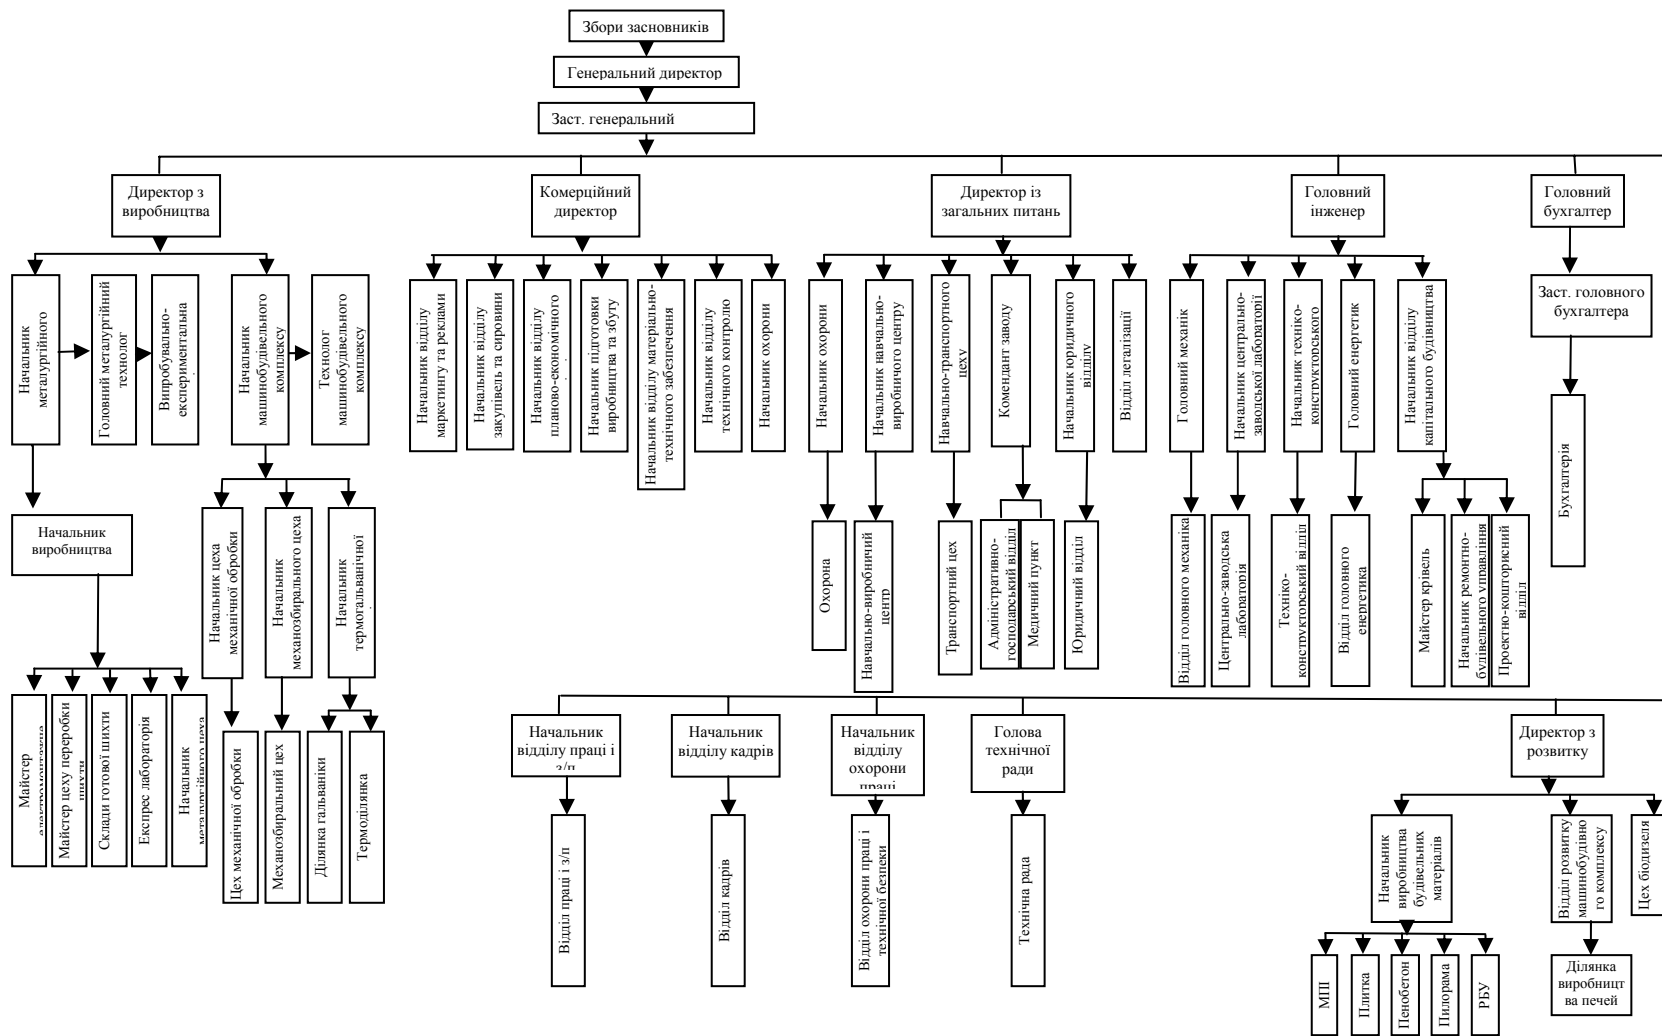 Збори засновників
Генеральний директор
Заст. генеральний
Директор з
виробництва
Комерційний
директор
Директор із
загальних питань
Головний
інженер
Головний
бухгалтер
Начальник
металургійного
Головний металургійний
технолог
Випробувально-
експериментальна
Начальник
машинобудівельного
комплексу
Технолог
машинобудівельного
комплексу
Начальник відділу
маркетингу та реклами
Начальник відділу
закупівель та сировини
Начальник відділу
планово-економічного
Начальник підготовки
виробництва та збуту
Начальник відділу матеріально-
технічного забезпечення
Начальник відділу
технічного контролю
Начальник охорони
Начальник охорони
Начальник навчально-
виробничого центру
Навчально-транспортного
цеху
Комендант заводу
Начальник юридичного
відділу
Відділ легалізації
Головний механік
Начальник центрально-
заводської лабораторії
Начальник техніко-
конструкторського
Головний енергетик
Начальник відділу
капітального будівництва
Заст. головного
бухгалтера
Начальник
виробництва
Начальник цеха
механічної обробки
Начальник
механозбирального цеха
Начальник
термогальванічної
Охорона
Навчально-виробничий
центр
Транспортний цех
Адміністративно-
господарський відділ
Медичний пункт
Юридичний відділ
Відділ головного механіка
Центрально-заводська
лабораторія
Техніко-
конструкторський відділ
Відділ головного
енергетика
Майстер крівель
Начальник ремонтно-
будівельного управління
Проектно-кошторисний
відділ
Бухгалтерія
Майстер
Майстер цеху переробки
шихти
Склади готової шихти
Експрес лабораторія
Начальник
металургійного цеха
Цех механічної обробки
Механозбиральний цех
Ділянка гальваніки
Термоділянка
Начальник
відділу праці і
з/п
Начальник
відділу кадрів
Начальник
відділу
охорони
праці
Голова
технічної
ради
Директор з
розвитку
Відділ праці і з/п
Відділ кадрів
Відділ охорони праці і
технічної безпеки
Технічна рада
Начальник
виробництва
будівельних
матеріалів
Відділ розвитку
машинобудівно
го комплексу
Цех біодизеля
МПІ
Плитка
Пенобетон
Пилорама
РБУ
Ділянка
виробницт
ва печей